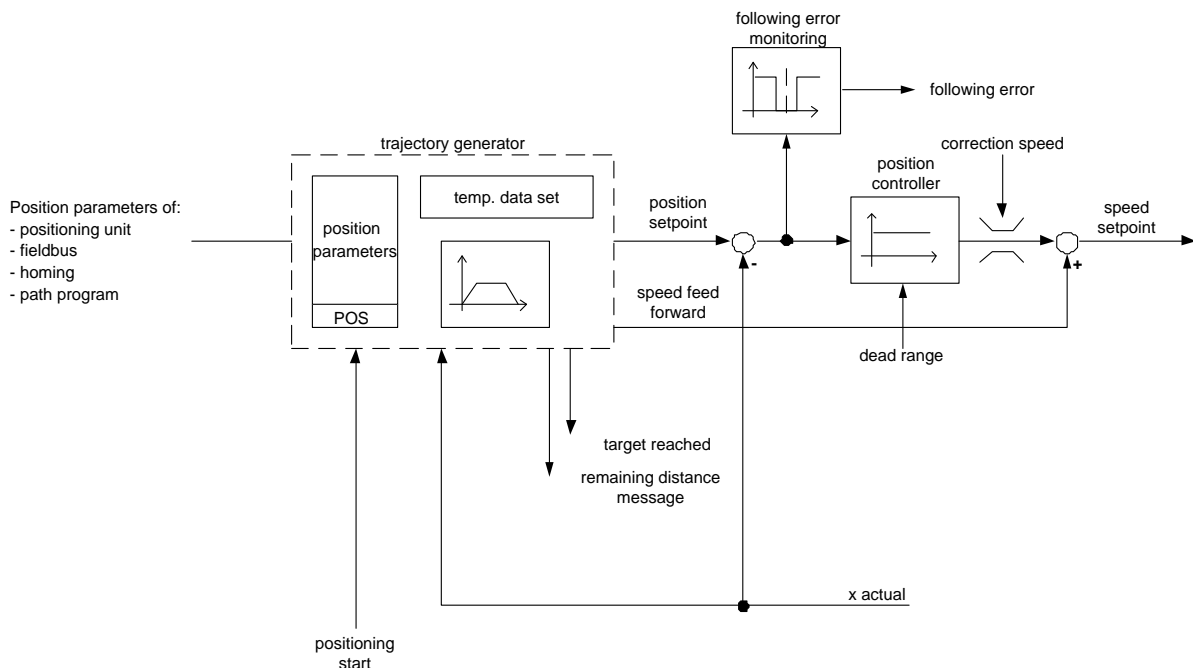 following error
monitoring
following error
trajectory generator
correction speed
position
controller
Position parameters of:
- positioning unit
- fieldbus
- homing
- path program
position
parameters
POS
temp. data set
position
setpoint
-
speed
setpoint
+
speed feed
forward
dead range
target reached
remaining distance
message
x actual
positioning
start